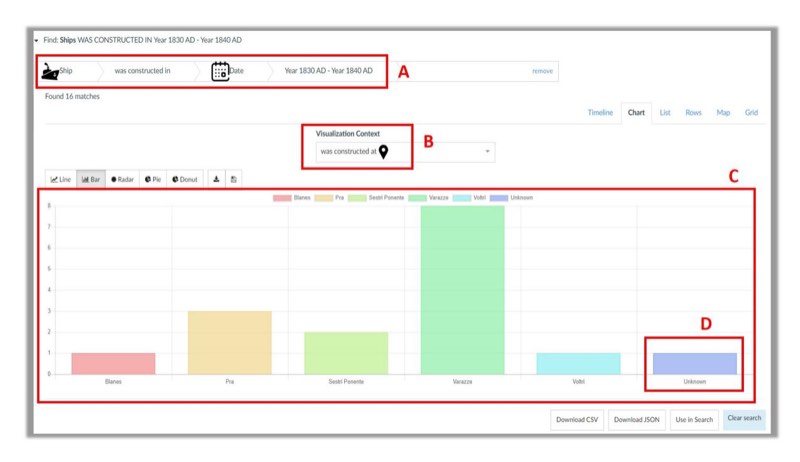 Find: Ships WAS CONSTRUCTED IN Year 1830 AD - Year 1840 AD
Ship was constructed in Date Year 1830 AD - Year 1840 AD A remove
Found 16 matches
Timeline Chart List Rows Map Grid
Visualization Context
was constructed at B
Line Bar Radar Pie Donut C
Blanes Pra Sestri Ponente Varazze Voltri Unknown
8
7
6
5
4
3
2 D
1
0
Blanes Pra Sestri Ponente Varazze Voltri Unknown
Download CSV Download JSON Use in Search Clear search